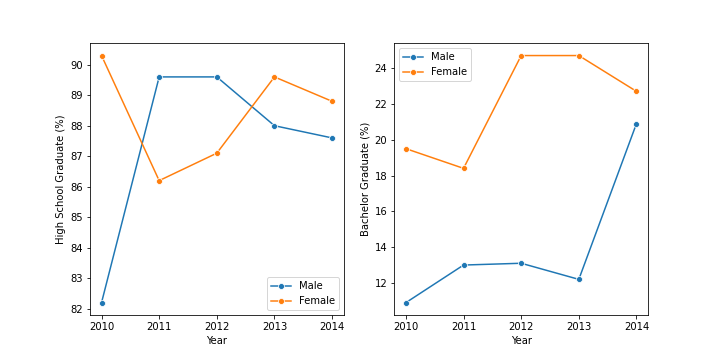 High School Graduate (%)
90
89
88
87
86
85
84
83
82
2010 2011 2012 2013 2014
Year
Male
Female
Bachelor Graduate (%)
24
22
20
18
16
14
12
2010 2011 2012 2013 2014
Year
Male
Female